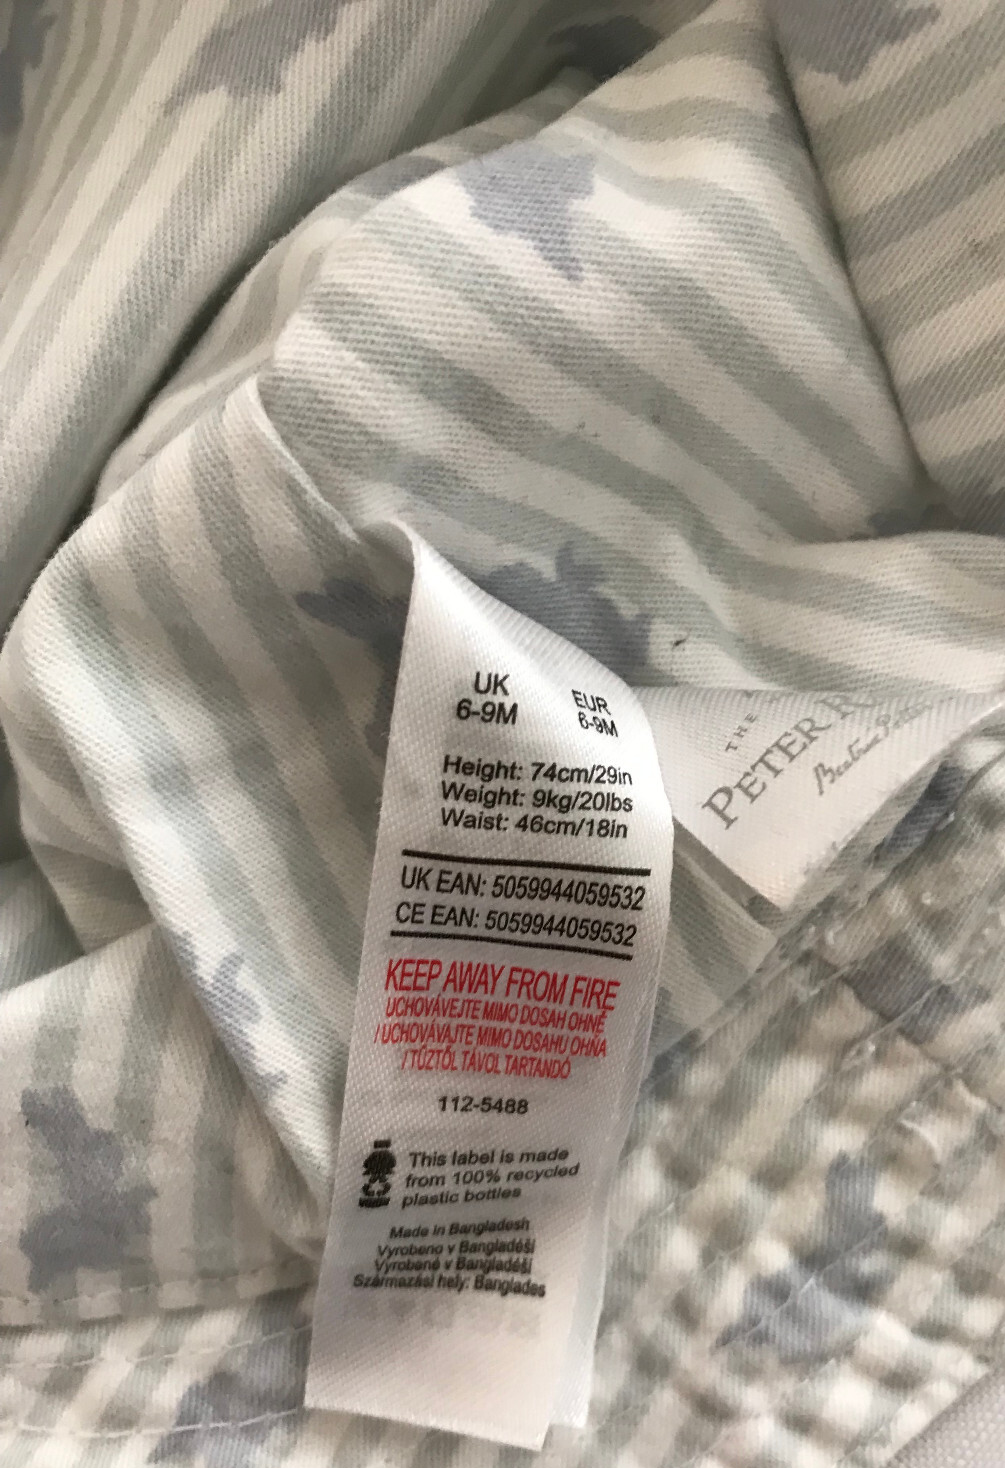 UK
6-9M
EUR
6-9M
Height: 74cm/29in
Weight: 9kg/20lbs
Waist: 46cm/18in
UK EAN: 5059944059532
CE EAN: 5059944059532
KEEP AWAY FROM FIRE
UCHOVÁVEJTE MIMO DOSAH OHNĚ
/ UCHOVÁVAJTE MIMO DOSAHU OHŇA
/ TŰZTŐL TÁVOL TARTANDÓ
112-5488
This label is made
from 100% recycled
plastic bottles
Made in Bangladesh
Vyrobeno v Bangladéši
Vyrobené v Bangladéši
Származási hely: Banglades
THE
PETER